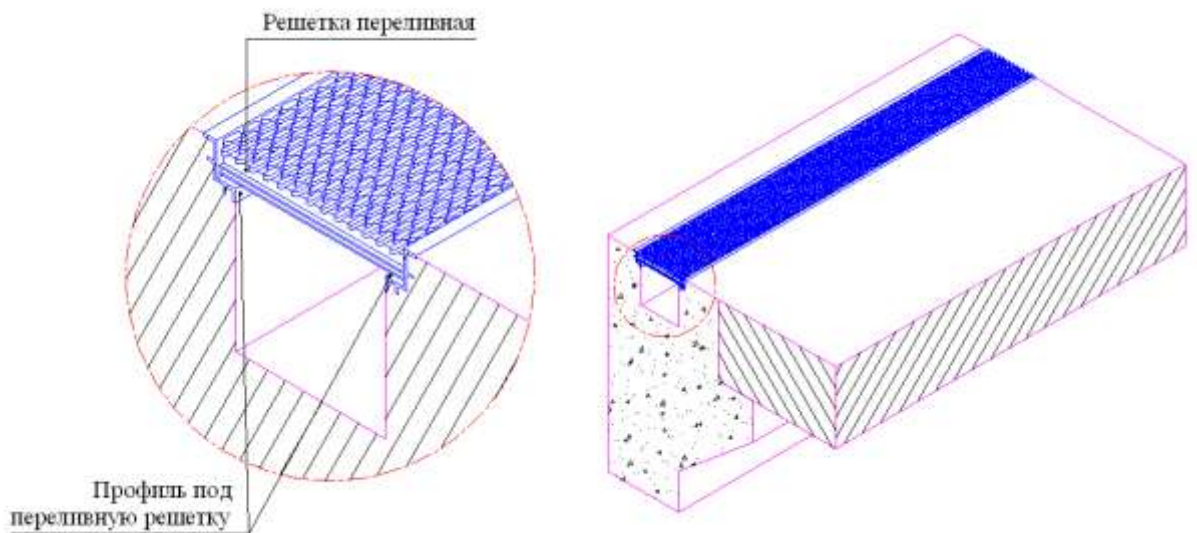 Решетка переливная
Профиль под
переливную решетку